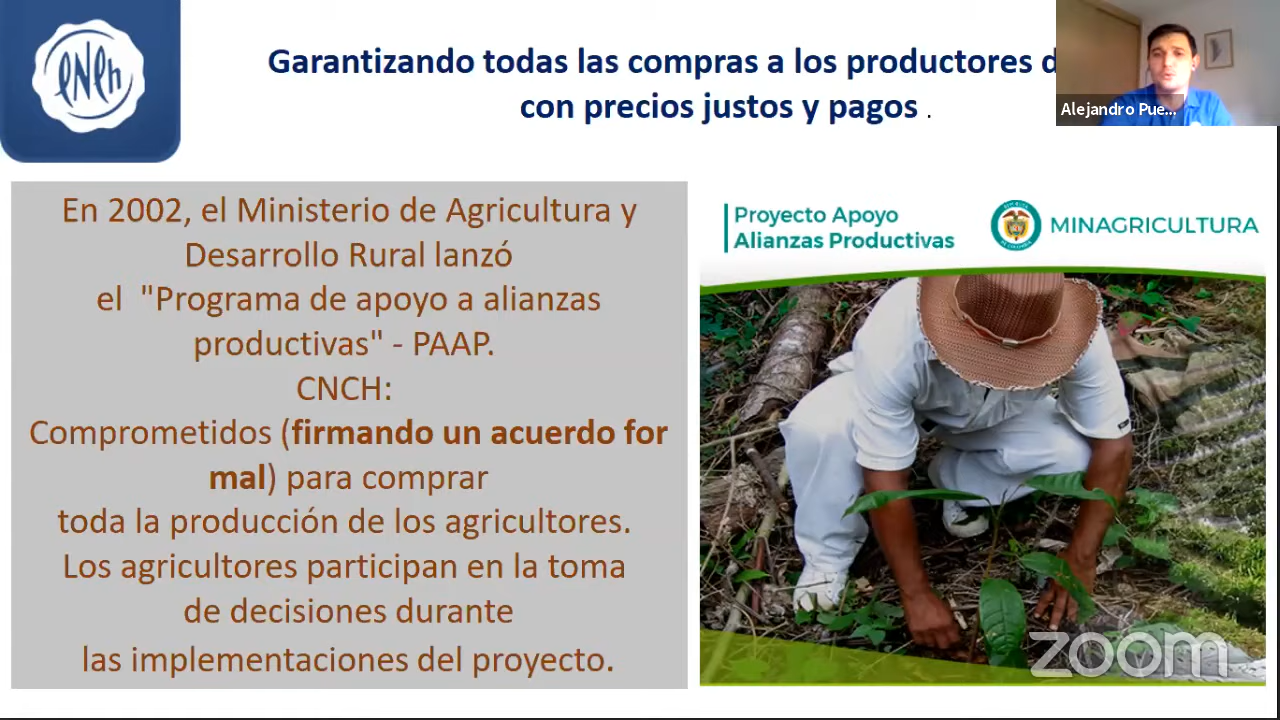 CNCh
Garantizando todas las compras a los productores d
con precios justos y pagos .
Alejandro Pue...
En 2002, el Ministerio de Agricultura y
Desarrollo Rural lanzó
el "Programa de apoyo a alianzas
productivas" - PAAP.
CNCH:
Comprometidos (firmando un acuerdo for
mal) para comprar
toda la producción de los agricultores.
Los agricultores participan en la toma
de decisiones durante
las implementaciones del proyecto.
Proyecto Apoyo
Alianzas Productivas
MINAGRICULTURA
zoom